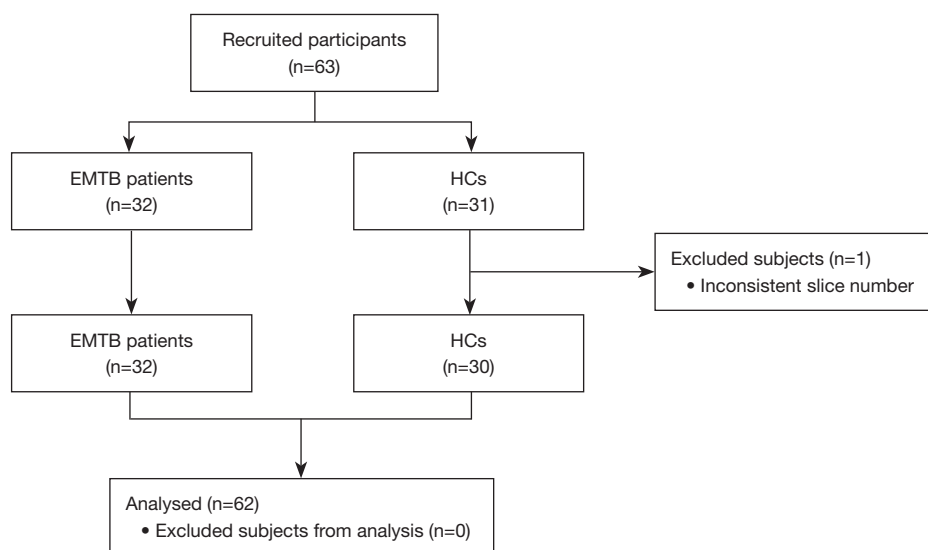 Recruited participants
(n=63)
EMTB patients
(n=32)
HCs
(n=31)
Excluded subjects (n=1)
• Inconsistent slice number
EMTB patients
(n=32)
HCs
(n=30)
Analysed (n=62)
• Excluded subjects from analysis (n=0)